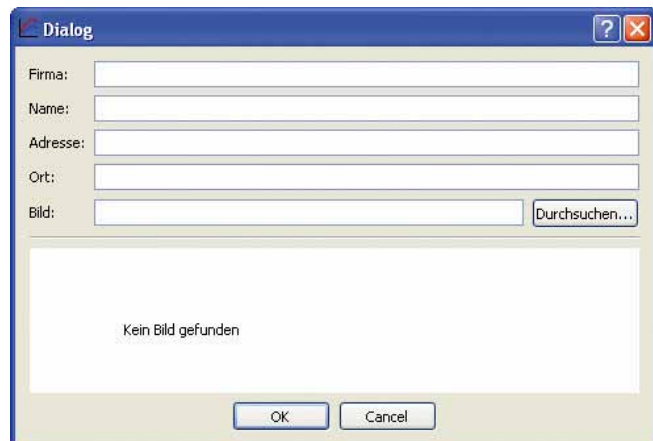 Dialog
Firma:
Name:
Adresse:
Ort:
Bild:
Durchsuchen...
Kein Bild gefunden
OK Cancel